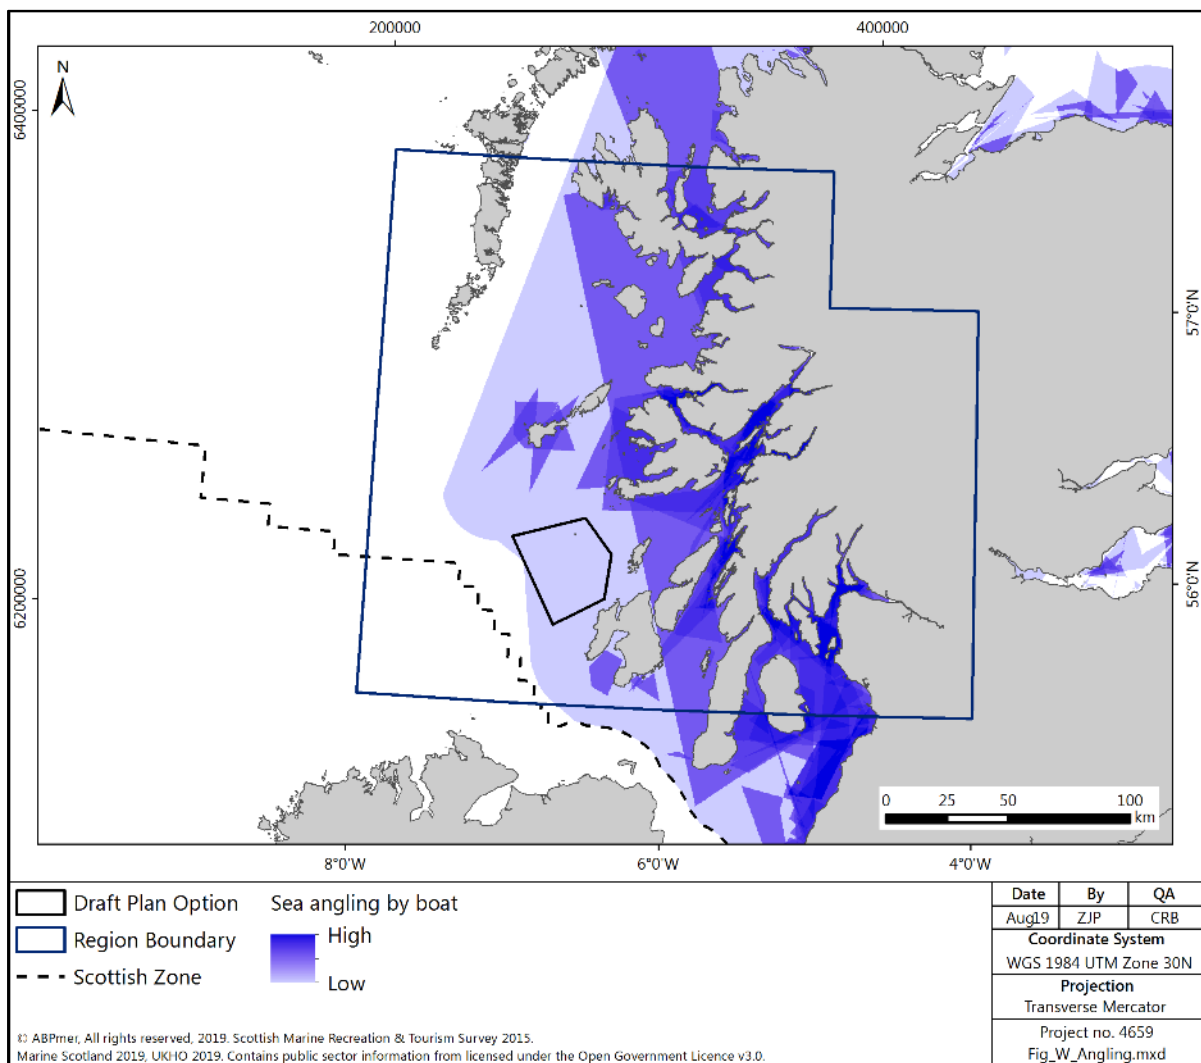 200000
400000
N
6400000
57°0'N
6200000
56°0'N
0 25 50 100
km
8°0'W
6°0'W
4°0'W
Draft Plan Option
Region Boundary
Scottish Zone
Sea angling by boat
High
Low
Date By QA
Aug19 ZJP CRB
Coordinate System
WGS 1984 UTM Zone 30N
Projection
Transverse Mercator
Project no. 4659
Fig_W_Angling.mxd
© ABPmer, All rights reserved, 2019. Scottish Marine Recreation & Tourism Survey 2015.
Marine Scotland 2019, UKHO 2019. Contains public sector information from licensed under the Open Government Licence v3.0.